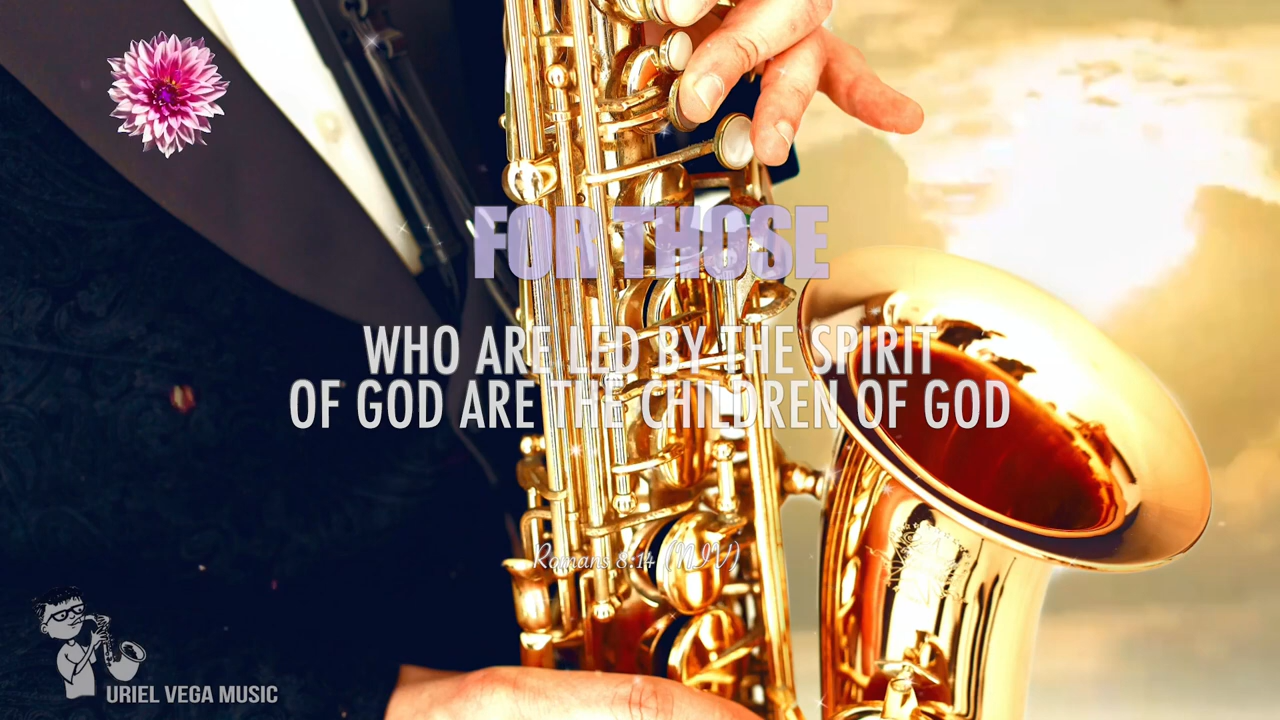 FOR THOSE
WHO ARE LED BY THE SPIRIT
OF GOD ARE THE CHILDREN OF GOD
Romans 8:14 (NIV)
URIEL VEGA MUSIC